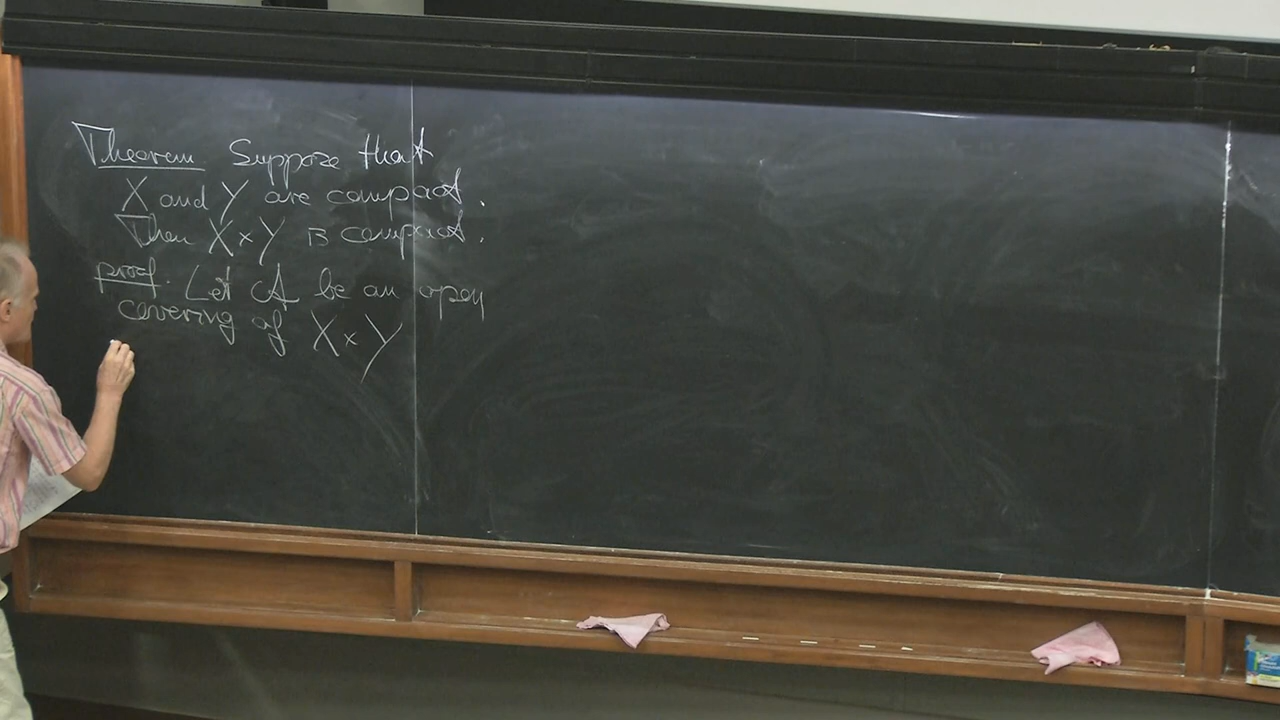 Theorem Suppose that
X and Y are compact.
Then X × Y is compact.
proof. Let A be an open
covering of X × Y